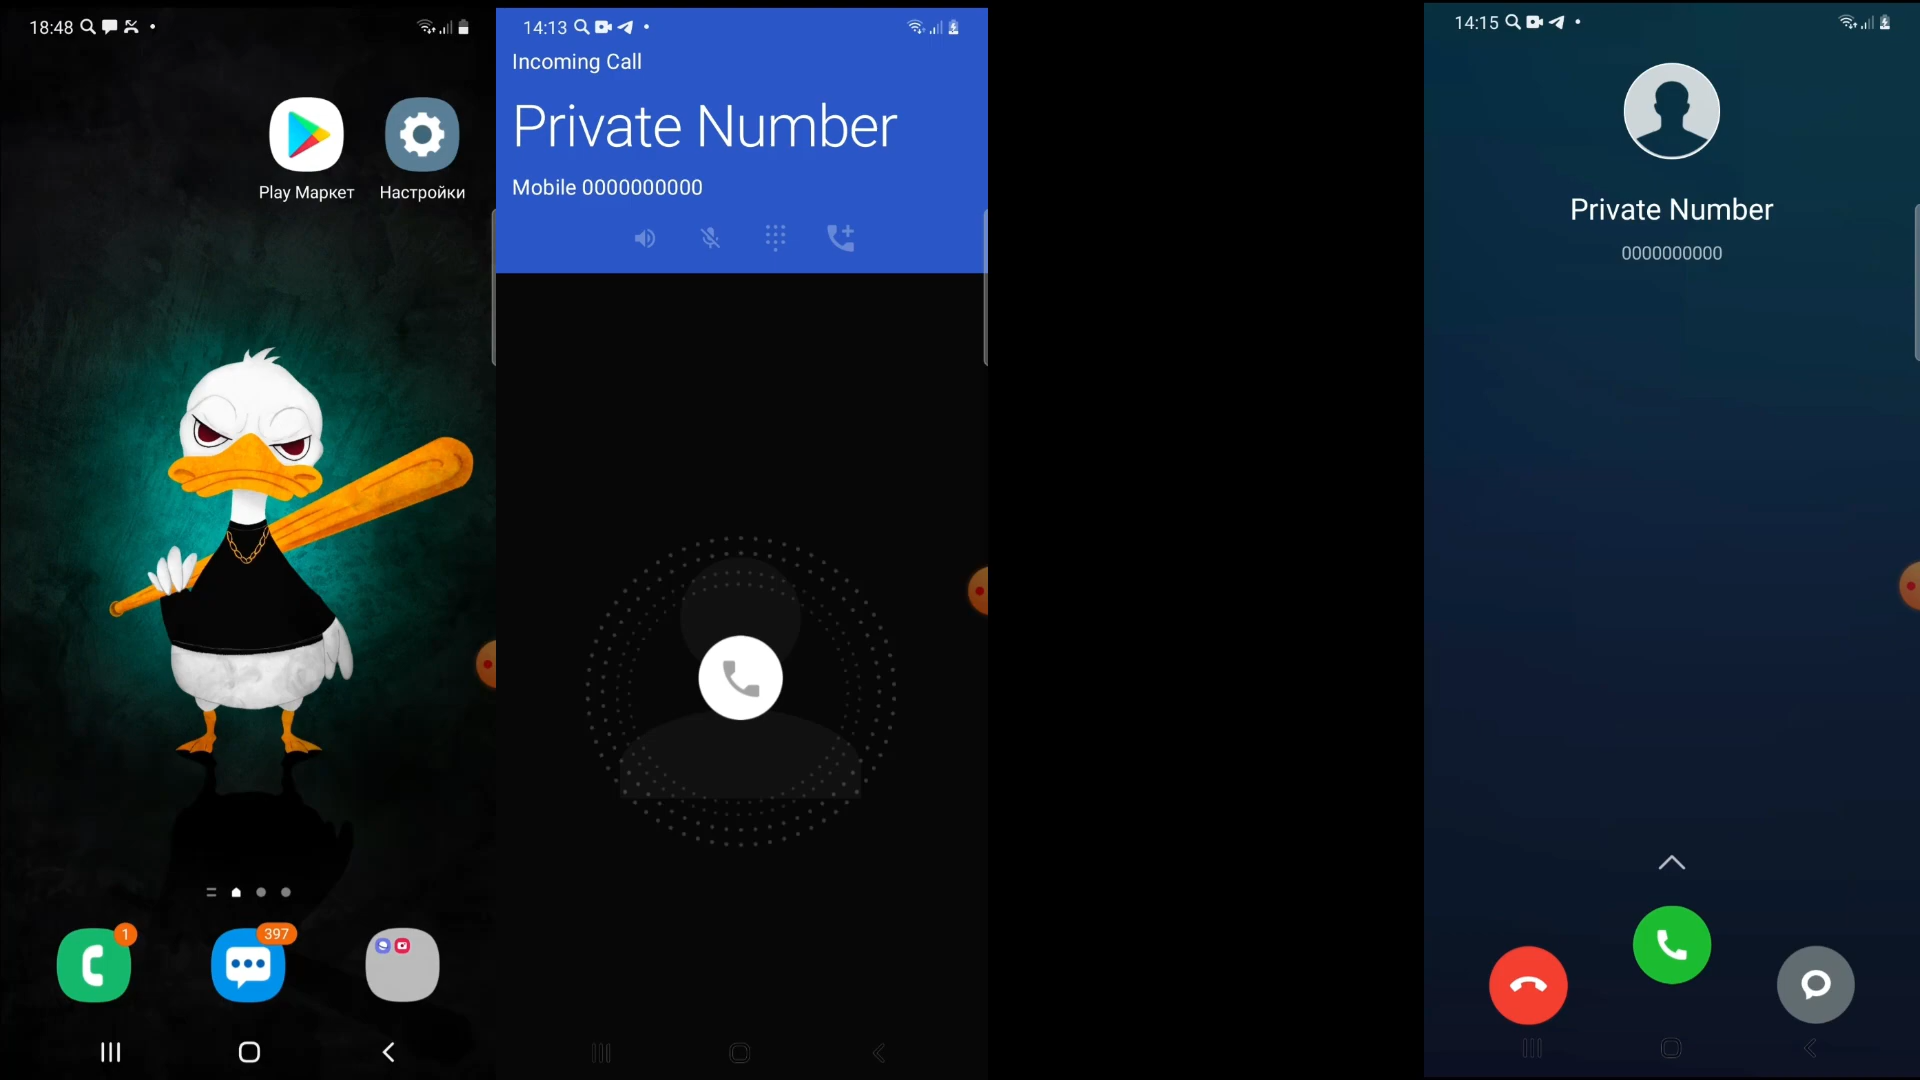 18:48
Play Маркет
Настройки
1
397
14:13
Incoming Call
Private Number
Mobile 0000000000
14:15
Private Number
0000000000